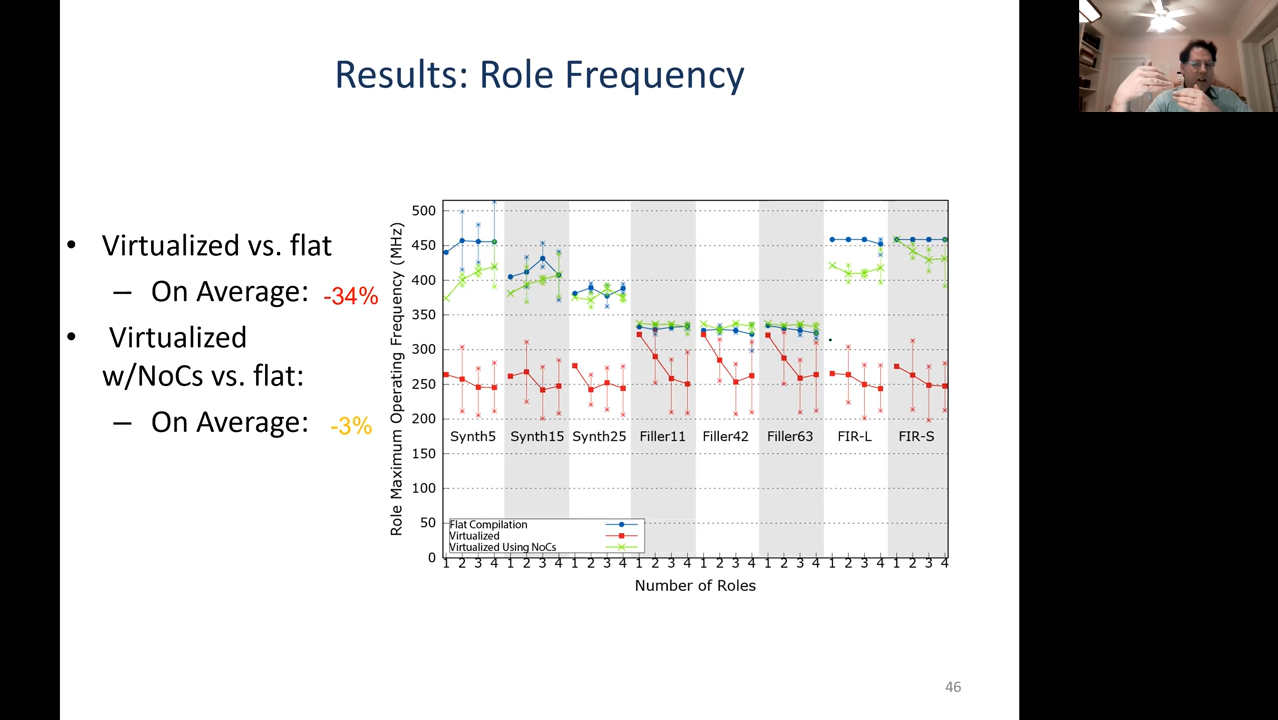 Results: Role Frequency
• Virtualized vs. flat
– On Average: -34%
• Virtualized
w/NoCs vs. flat:
– On Average: -3%
Role Maximum Operating Frequency (MHz)
500
450
400
350
300
250
200
150
100
50
0
Synth5 Synth15 Synth25 Filler11 Filler42 Filler63 FIR-L FIR-S
Flat Compilation
Virtualized
Virtualized Using NoCs
1 2 3 4 1 2 3 4 1 2 3 4 1 2 3 4 1 2 3 4 1 2 3 4 1 2 3 4 1 2 3 4
Number of Roles
46